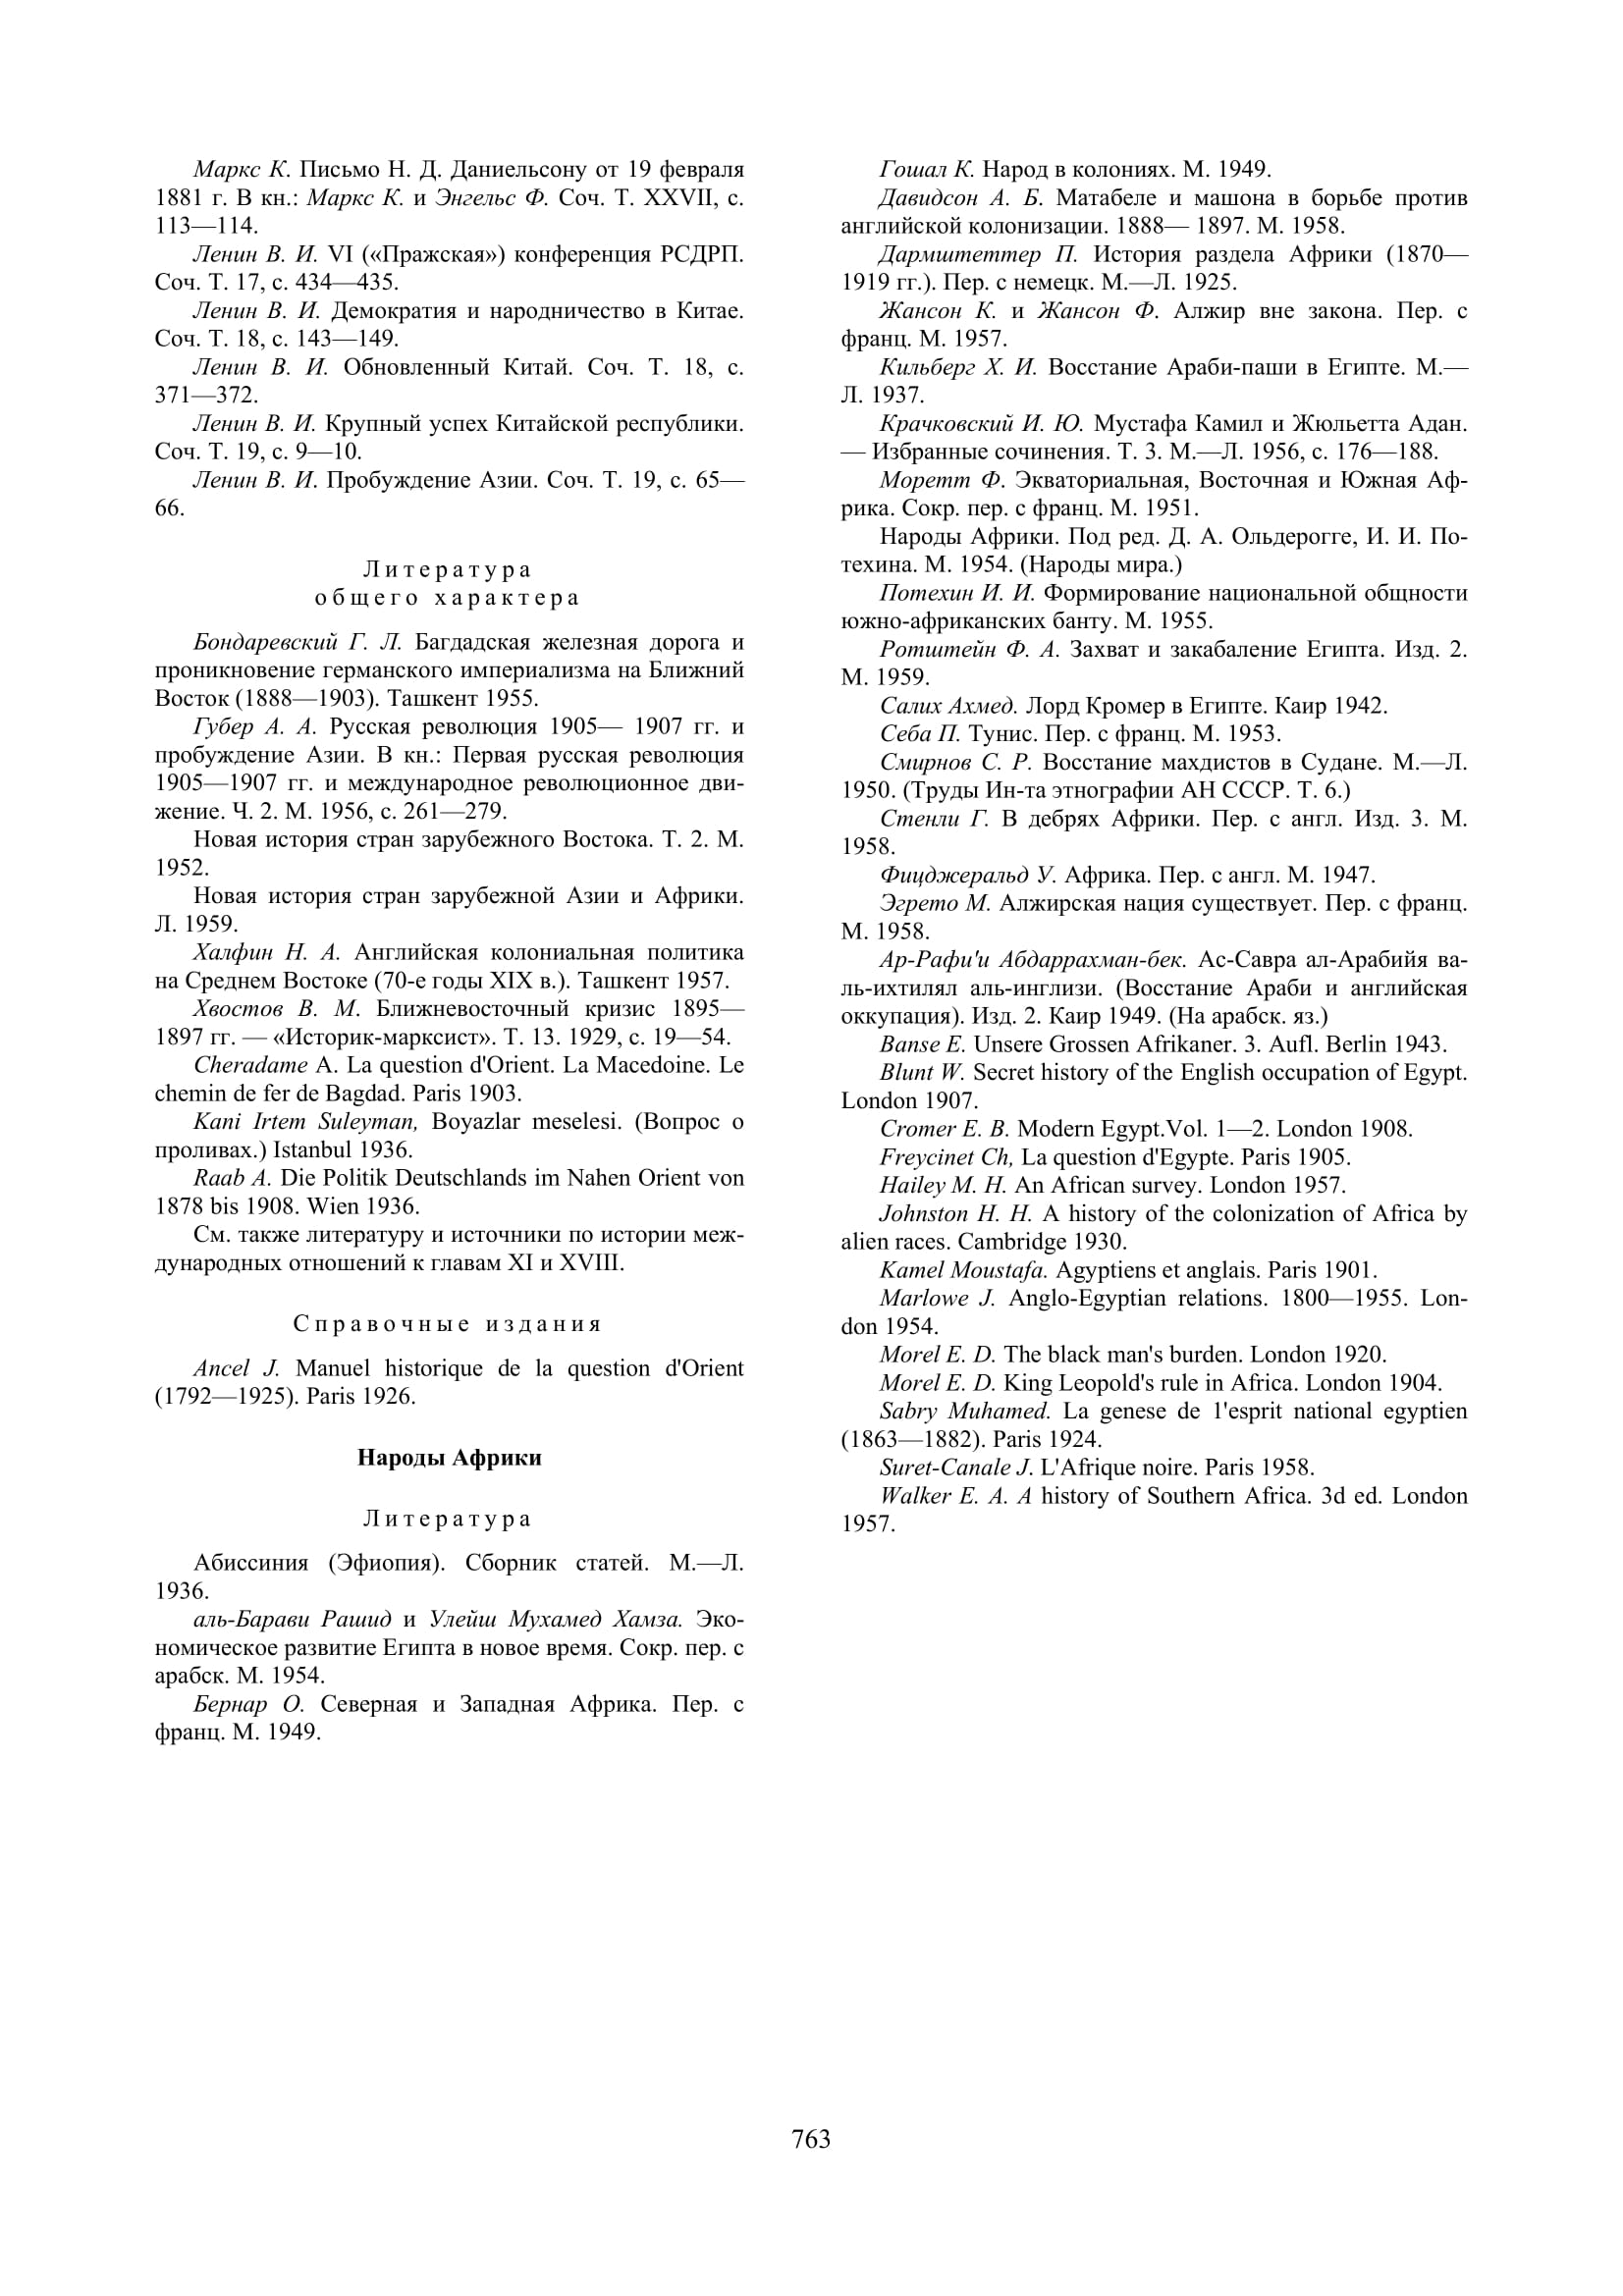 Маркс К. Письмо Н. Д. Даниельсону от 19 февраля
1881 г. В кн.: Маркс К. и Энгельс Ф. Соч. Т. XXVII, с.
113—114.
Ленин В. И. VI («Пражская») конференция РСДРП.
Соч. Т. 17, с. 434—435.
Ленин В. И. Демократия и народничество в Китае.
Соч. Т. 18, с. 143—149.
Ленин В. И. Обновленный Китай. Соч. Т. 18, с.
371—372.
Ленин В. И. Крупный успех Китайской республики.
Соч. Т. 19, с. 9—10.
Ленин В. И. Пробуждение Азии. Соч. Т. 19, с. 65—
66.
Литература
общего характера
Бондаревский Г. Л. Багдадская железная дорога и
проникновение германского империализма на Ближний
Восток (1888—1903). Ташкент 1955.
Губер А. А. Русская революция 1905— 1907 гг. и
пробуждение Азии. В кн.: Первая русская революция
1905—1907 гг. и международное революционное дви-
жение. Ч. 2. М. 1956, с. 261—279.
Новая история стран зарубежного Востока. Т. 2. М.
1952.
Новая история стран зарубежной Азии и Африки.
Л. 1959.
Халфин Н. А. Английская колониальная политика
на Среднем Востоке (70-е годы XIX в.). Ташкент 1957.
Хвостов В. М. Ближневосточный кризис 1895—
1897 гг. — «Историк-марксист». Т. 13. 1929, с. 19—54.
Cheradame A. La question d'Orient. La Macedoine. Le
chemin de fer de Bagdad. Paris 1903.
Kani Irtem Suleyman, Boyazlar meselesi. (Вопрос о
проливах.) Istanbul 1936.
Raab A. Die Politik Deutschlands im Nahen Orient von
1878 bis 1908. Wien 1936.
См. также литературу и источники по истории меж-
дународных отношений к главам XI и XVIII.
Справочные издания
Ancel J. Manuel historique de la question d'Orient
(1792—1925). Paris 1926.
Народы Африки
Литература
Абиссиния (Эфиопия). Сборник статей. М.—Л.
1936.
аль-Барави Рашид и Улейш Мухамед Хамза. Эко-
номическое развитие Египта в новое время. Сокр. пер. с
арабск. М. 1954.
Бернар О. Северная и Западная Африка. Пер. с
франц. М. 1949.
Гошал К. Народ в колониях. М. 1949.
Давидсон А. Б. Матабеле и машона в борьбе против
английской колонизации. 1888— 1897. М. 1958.
Дармштеттер П. История раздела Африки (1870—
1919 гг.). Пер. с немецк. М.—Л. 1925.
Жансон К. и Жансон Ф. Алжир вне закона. Пер. с
франц. М. 1957.
Кильберг X. И. Восстание Араби-паши в Египте. М.—
Л. 1937.
Крачковский И. Ю. Мустафа Камил и Жюльетта Адан.
— Избранные сочинения. Т. 3. М.—Л. 1956, с. 176—188.
Моретт Ф. Экваториальная, Восточная и Южная Аф-
рика. Сокр. пер. с франц. М. 1951.
Народы Африки. Под ред. Д. А. Ольдерогге, И. И. По-
техина. М. 1954. (Народы мира.)
Потехин И. И. Формирование национальной общности
южно-африканских банту. М. 1955.
Ротштейн Ф. А. Захват и закабаление Египта. Изд. 2.
М. 1959.
Салих Ахмед. Лорд Кромер в Египте. Каир 1942.
Себа П. Тунис. Пер. с франц. М. 1953.
Смирнов С. Р. Восстание махдистов в Судане. М.—Л.
1950. (Труды Ин-та этнографии АН СССР. Т. 6.)
Стенли Г. В дебрях Африки. Пер. с англ. Изд. 3. М.
1958.
Фицджеральд У. Африка. Пер. с англ. М. 1947.
Эгрето М. Алжирская нация существует. Пер. с франц.
М. 1958.
Ар-Рафи'и Абдаррахман-бек. Ас-Савра ал-Арабийя ва-
ль-ихтилял аль-инглизи. (Восстание Араби и английская
оккупация). Изд. 2. Каир 1949. (На арабск. яз.)
Banse E. Unsere Grossen Afrikaner. 3. Aufl. Berlin 1943.
Blunt W. Secret history of the English occupation of Egypt.
London 1907.
Cromer E. B. Modern Egypt.Vol. 1—2. London 1908.
Freycinet Ch, La question d'Egypte. Paris 1905.
Hailey M. H. An African survey. London 1957.
Johnston H. H. A history of the colonization of Africa by
alien races. Cambridge 1930.
Kamel Moustafa. Agyptiens et anglais. Paris 1901.
Marlowe J. Anglo-Egyptian relations. 1800—1955. Lon-
don 1954.
Morel E. D. The black man's burden. London 1920.
Morel E. D. King Leopold's rule in Africa. London 1904.
Sabry Muhamed. La genese de 1'esprit national egyptien
(1863—1882). Paris 1924.
Suret-Canale J. L'Afrique noire. Paris 1958.
Walker E. A. A history of Southern Africa. 3d ed. London
1957.
763